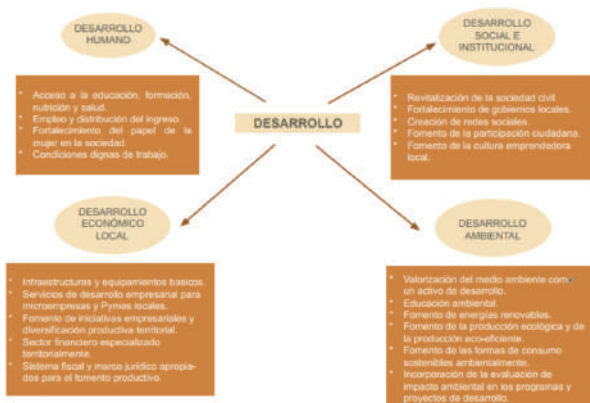 DESARROLLO
HUMANO
• Acceso a la educación, formación,
nutrición y salud.
• Empleo y distribución del ingreso.
• Fortalecimiento del papel de la
mujer en la sociedad.
• Condiciones dignas de trabajo.
DESARROLLO
SOCIAL E
INSTITUCIONAL
• Revitalización de la sociedad civil.
• Fortalecimiento de gobiernos locales.
• Creación de redes sociales.
• Fomento de la participación ciudadana.
• Fomento de la cultura emprendedora
local.
DESARROLLO
DESARROLLO
ECONÓMICO
LOCAL
• Infraestructuras y equipamientos basicos.
• Servicios de desarrollo empresarial para
microempresas y Pymes locales.
• Fomento de iniciativas empresariales y
diversificación productiva territorial.
• Sector financiero especializado
territorialmente.
• Sistema fiscal y marco jurídico apropia-
dos para el fomento productivo.
DESARROLLO
AMBIENTAL
• Valorización del medio ambiente como
un activo de desarrollo.
• Educación ambiental.
• Fomento de energías renovables.
• Fomento de la producción ecológica y de
la producción eco-eficiente.
• Fomento de las formas de consumo
sostenibles ambientalmente.
• Incorporación de la evaluación de
impacto ambiental en los programas y
proyectos de desarrollo.